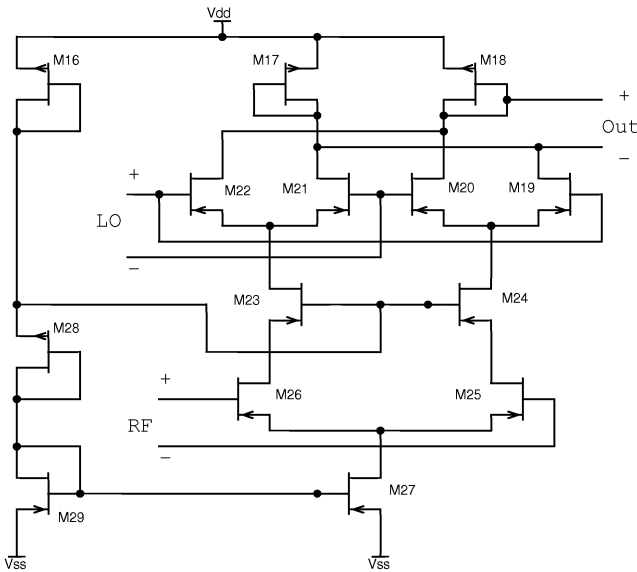 Vdd
M16
M17
M18
+
Out
−
+
M22
M21
M20
M19
LO
−
M23
M24
M28
+
M26
M25
RF
−
M29
M27
Vss
Vss